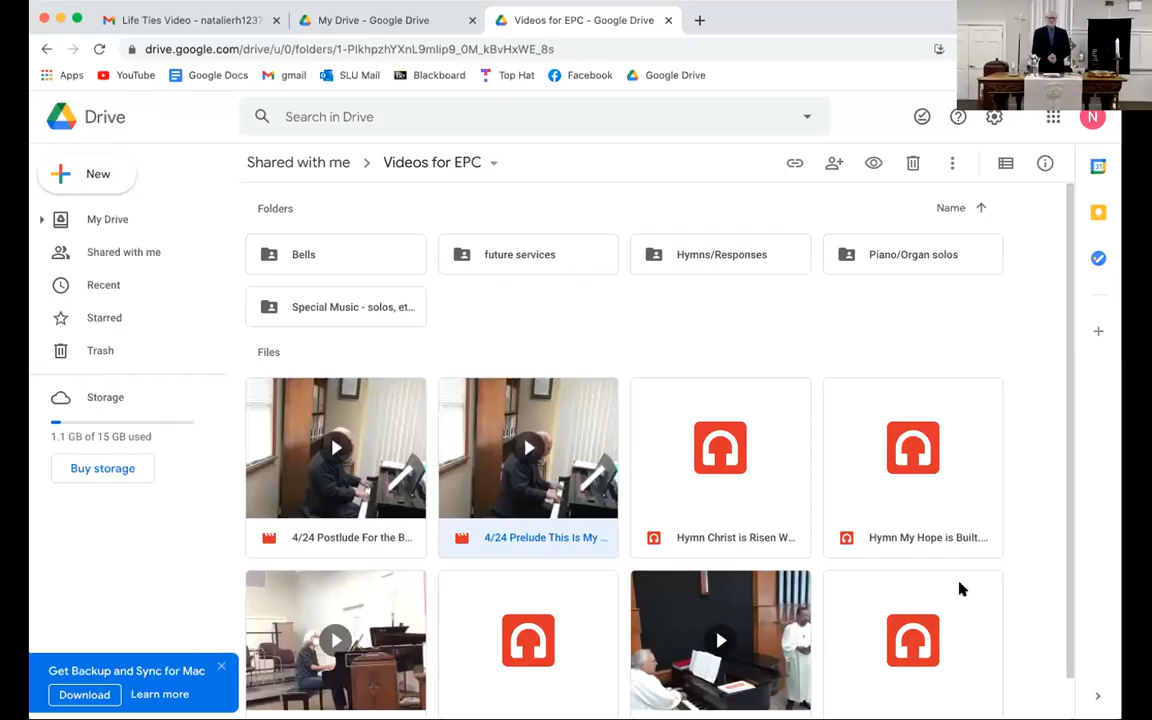 Life Ties Video - natalierh1237
My Drive - Google Drive
Videos for EPC - Google Drive
drive.google.com/drive/u/0/folders/1-PlkhpzhYXnL9mlip9_0M_kBvHxWE_8s
Apps YouTube Google Docs gmail SLU Mail Blackboard Top Hat Facebook Google Drive
Drive
Search in Drive
N
New
Shared with me > Videos for EPC
31
My Drive
Shared with me
Recent
Starred
Trash
Storage
1.1 GB of 15 GB used
Buy storage
Folders
Name
Bells
future services
Hymns/Responses
Piano/Organ solos
Special Music - solos, et...
Files
4/24 Postlude For the B...
4/24 Prelude This Is My ...
Hymn Christ is Risen W...
Hymn My Hope is Built....
Get Backup and Sync for Mac
Download Learn more